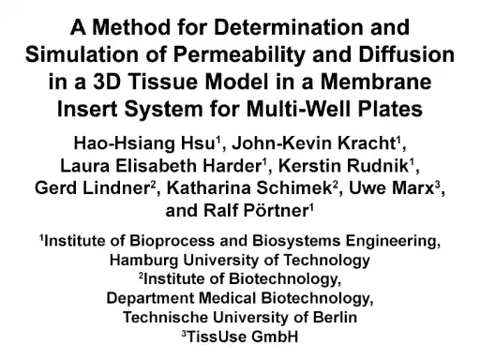 A Method for Determination and
Simulation of Permeability and Diffusion
in a 3D Tissue Model in a Membrane
Insert System for Multi-Well Plates
Hao-Hsiang Hsu¹, John-Kevin Kracht¹,
Laura Elisabeth Harder¹, Kerstin Rudnik¹,
Gerd Lindner², Katharina Schimek², Uwe Marx³,
and Ralf Pörtner¹
¹Institute of Bioprocess and Biosystems Engineering,
Hamburg University of Technology
²Institute of Biotechnology,
Department Medical Biotechnology,
Technische University of Berlin
³TissUse GmbH